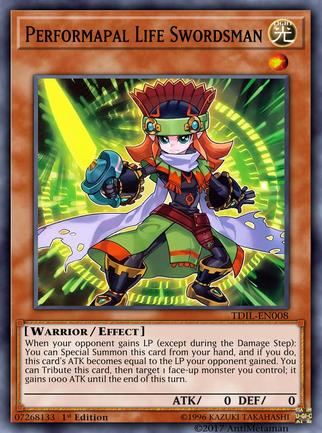 Performapal Life Swordsman
LIGHT
光
TDIL-EN008
[Warrior / Effect]
When your opponent gains LP (except during the Damage Step):
You can Special Summon this card from your hand, and if you do,
this card's ATK becomes equal to the LP your opponent gained. You
can Tribute this card, then target 1 face-up monster you control; it
gains 1000 ATK until the end of this turn.
ATK/ 0 DEF/ 0
07268133 1st Edition ©1996 KAZUKI TAKAHASHI
©2017 AntiMetaman